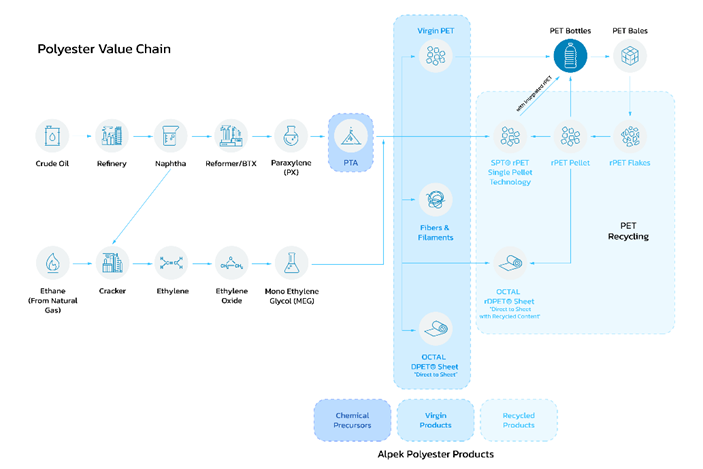 Polyester Value Chain
Virgin PET
PET Bottles
PET Bales
with integrated rPET
Crude Oil
Refinery
Naphtha
Reformer/BTX
Paraxylene
(PX)
PTA
SPT® rPET
Single Pellet
Technology
rPET Pellet
rPET Flakes
Fibers &
Filaments
PET
Recycling
Ethane
(From Natural
Gas)
Cracker
Ethylene
Ethylene
Oxide
Mono Ethylene
Glycol (MEG)
OCTAL
rDPET® Sheet
"Direct to Sheet
with Recycled Content"
OCTAL
DPET® Sheet
"Direct to Sheet"
Chemical
Precursors
Virgin
Products
Recycled
Products
Alpek Polyester Products